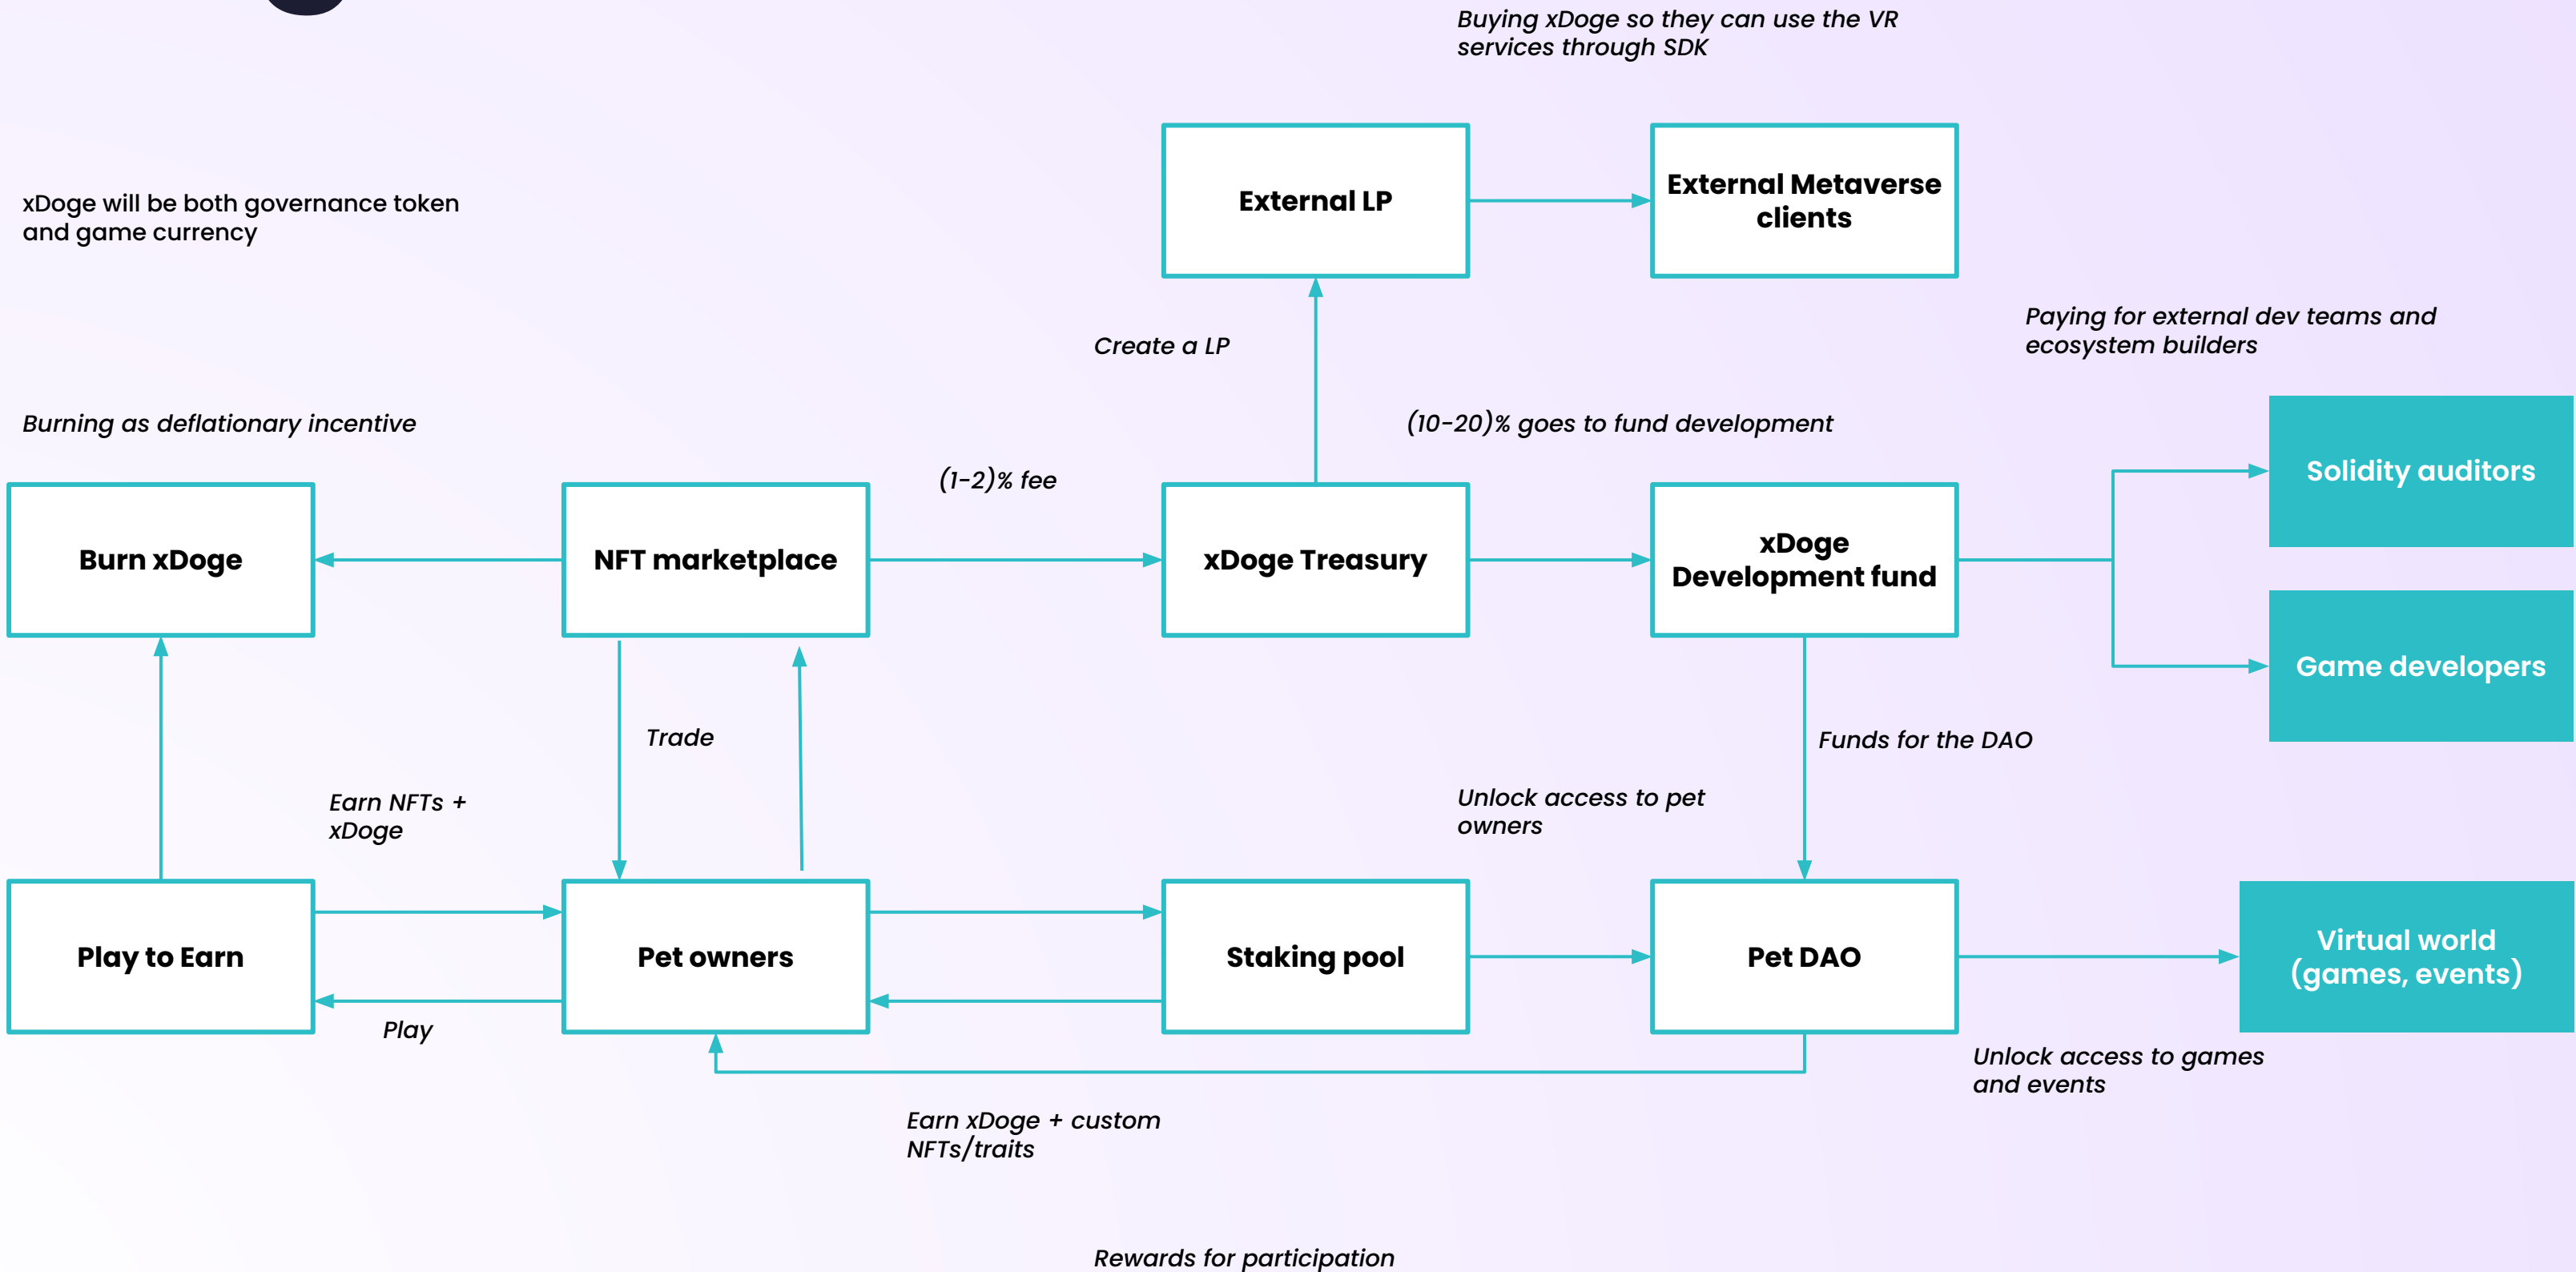 Buying xDoge so they can use the VR
services through SDK
External LP
External Metaverse
clients
xDoge will be both governance token
and game currency
Create a LP
Paying for external dev teams and
ecosystem builders
Burning as deflationary incentive
(10-20)% goes to fund development
(1-2)% fee
Solidity auditors
Burn xDoge
NFT marketplace
xDoge Treasury
xDoge
Development fund
Game developers
Trade
Funds for the DAO
Earn NFTs +
xDoge
Unlock access to pet
owners
Play to Earn
Pet owners
Staking pool
Pet DAO
Virtual world
(games, events)
Play
Unlock access to games
and events
Earn xDoge + custom
NFTs/traits
Rewards for participation